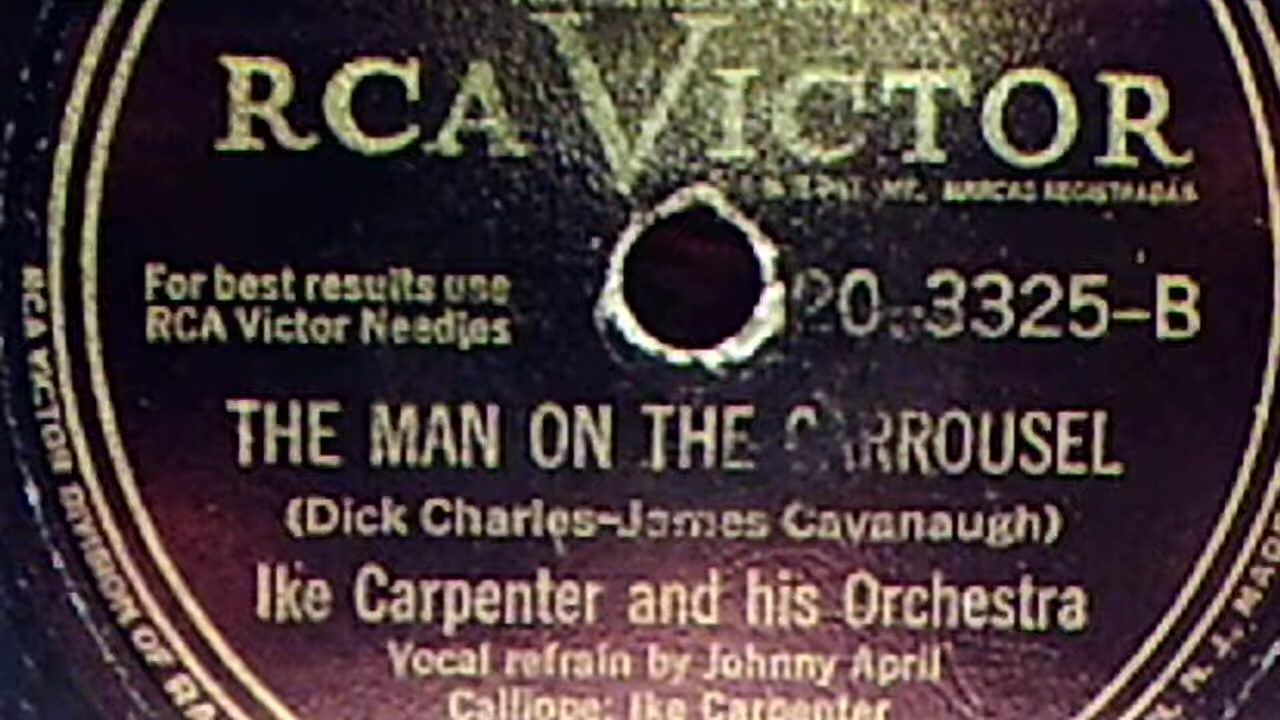 RCA VICTOR
MARCAS REGISTRADAS
For best results use
RCA Victor Needles
20-3325-B
THE MAN ON THE CARROUSEL
(Dick Charles-James Cavanaugh)
Ike Carpenter and his Orchestra
Vocal refrain by Johnny April
Calliope: Ike Carpenter
RCA VICTOR DIVISION OF
N. J.,